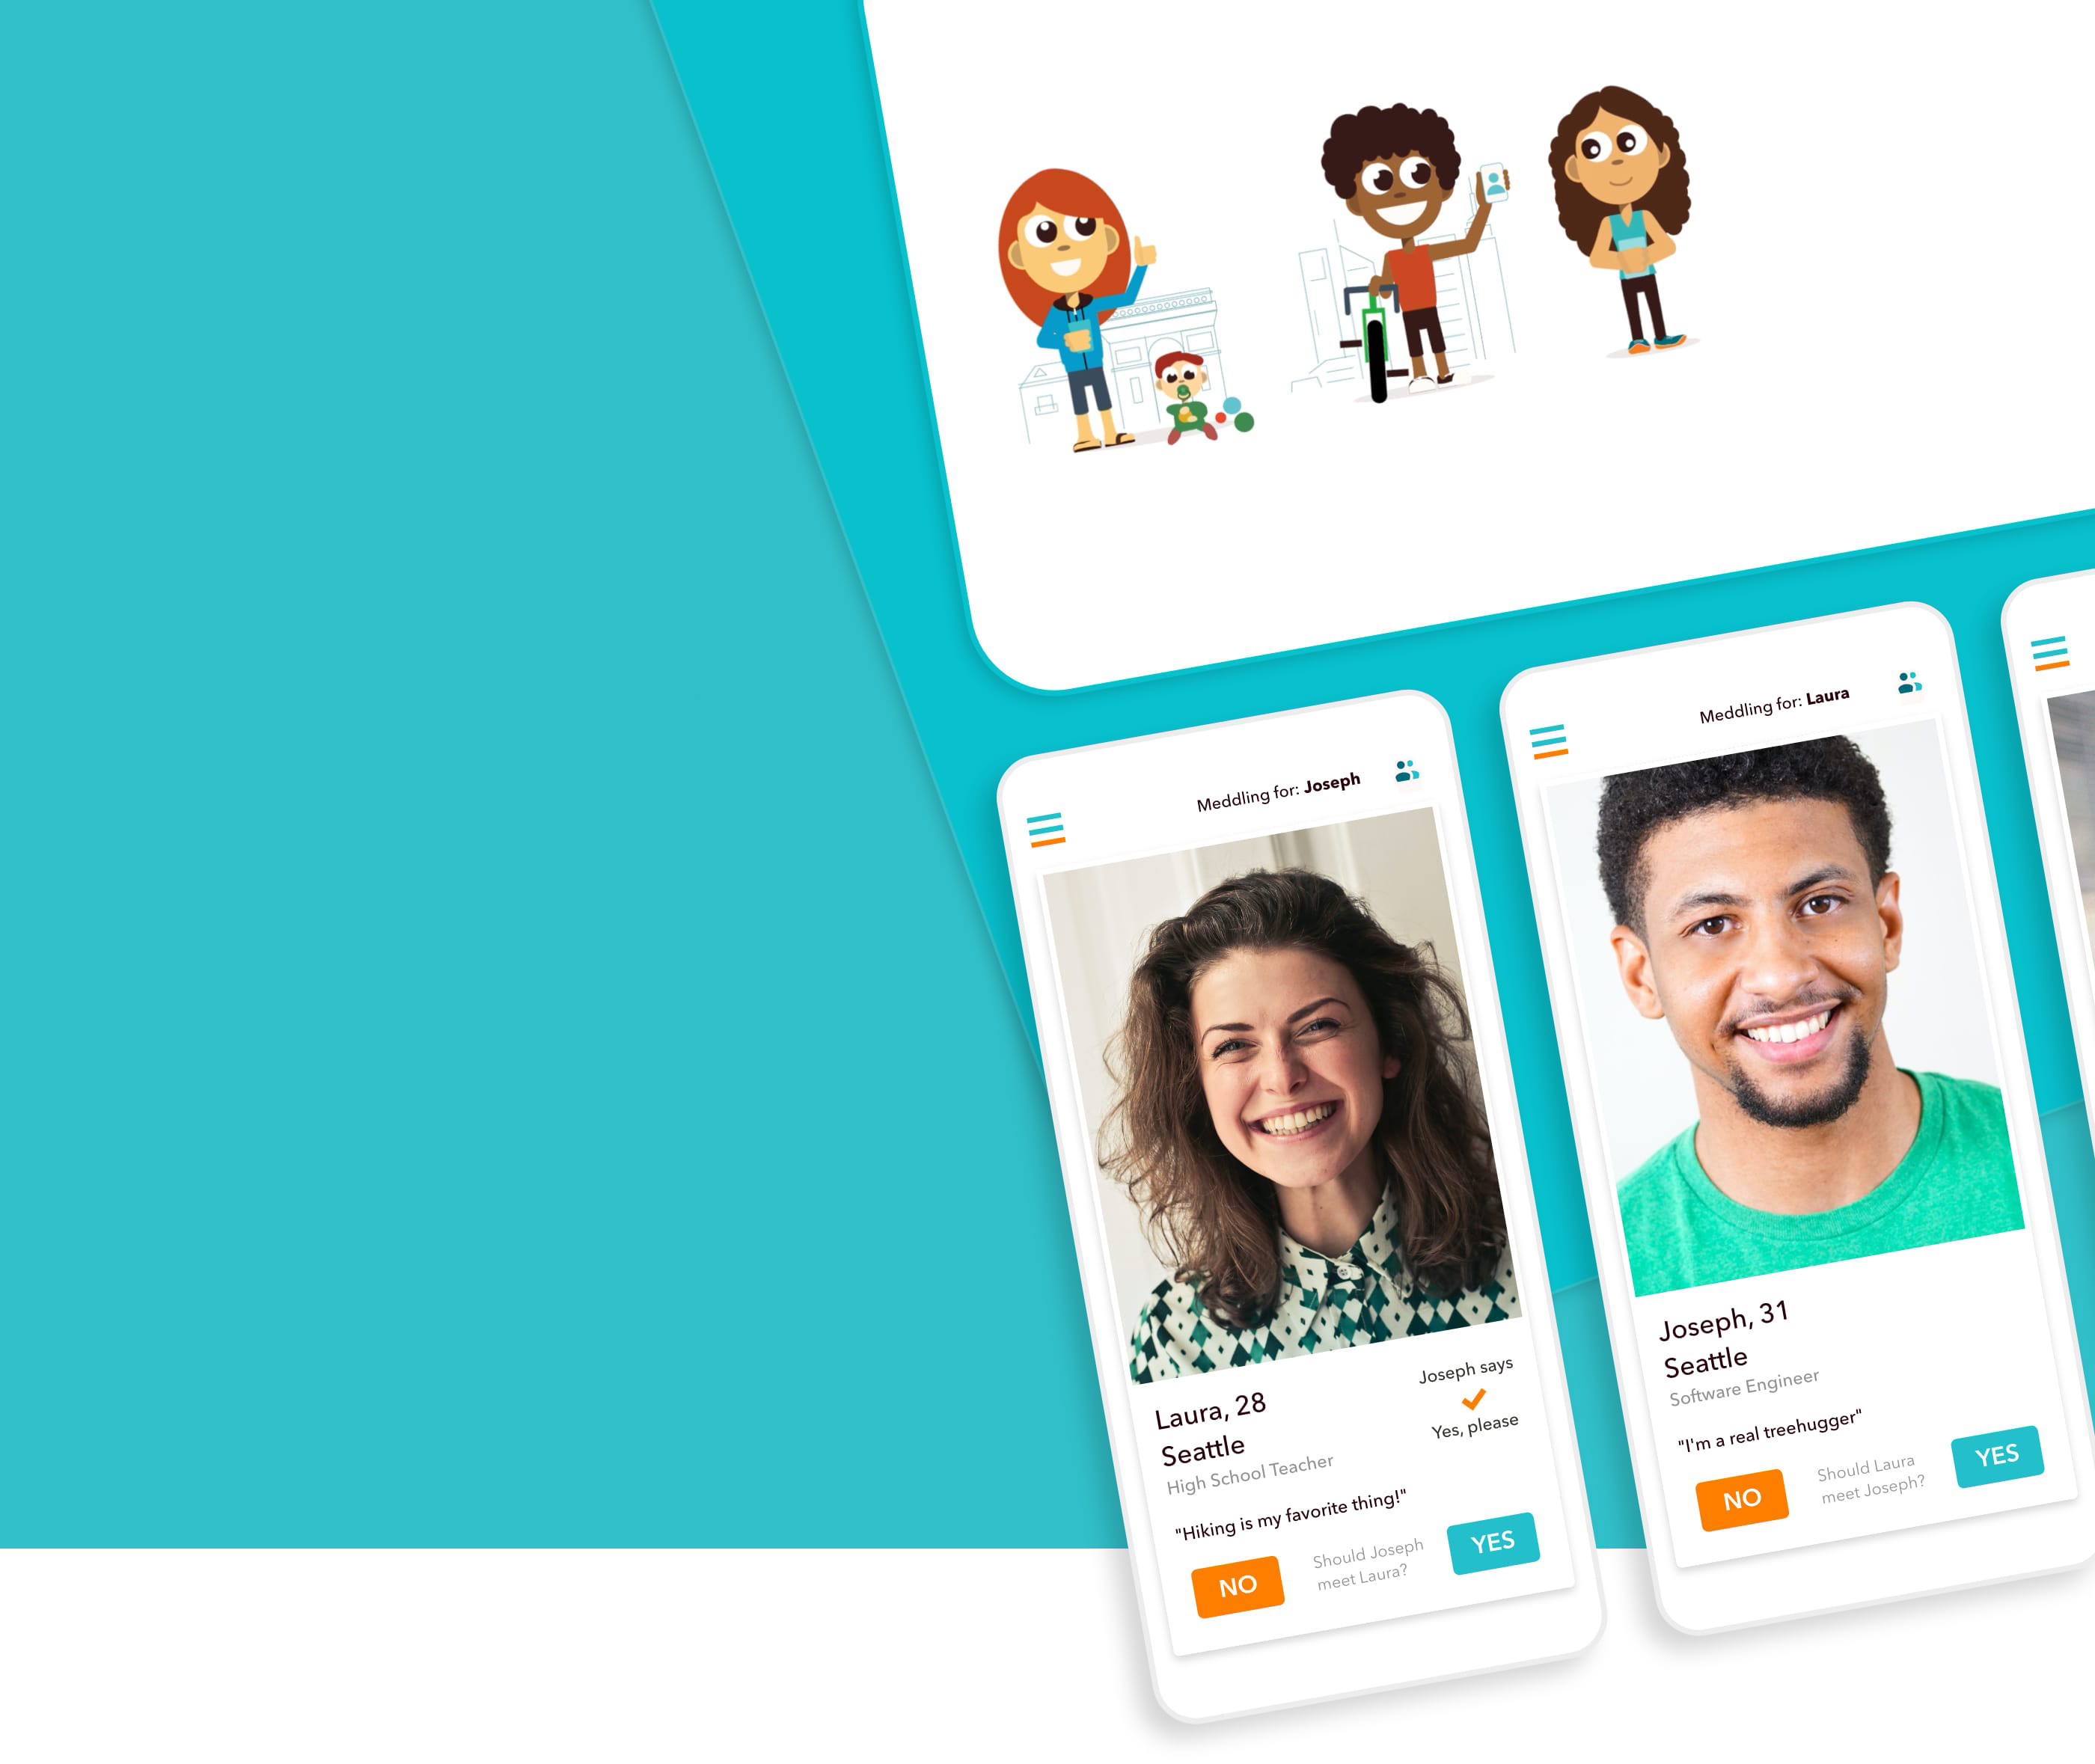 Meddling for: Joseph
Laura, 28
Seattle
High School Teacher
Joseph says
Yes, please
"Hiking is my favorite thing!"
NO
Should Joseph
meet Laura?
YES
Meddling for: Laura
Joseph, 31
Seattle
Software Engineer
"I'm a real treehugger"
NO
Should Laura
meet Joseph?
YES